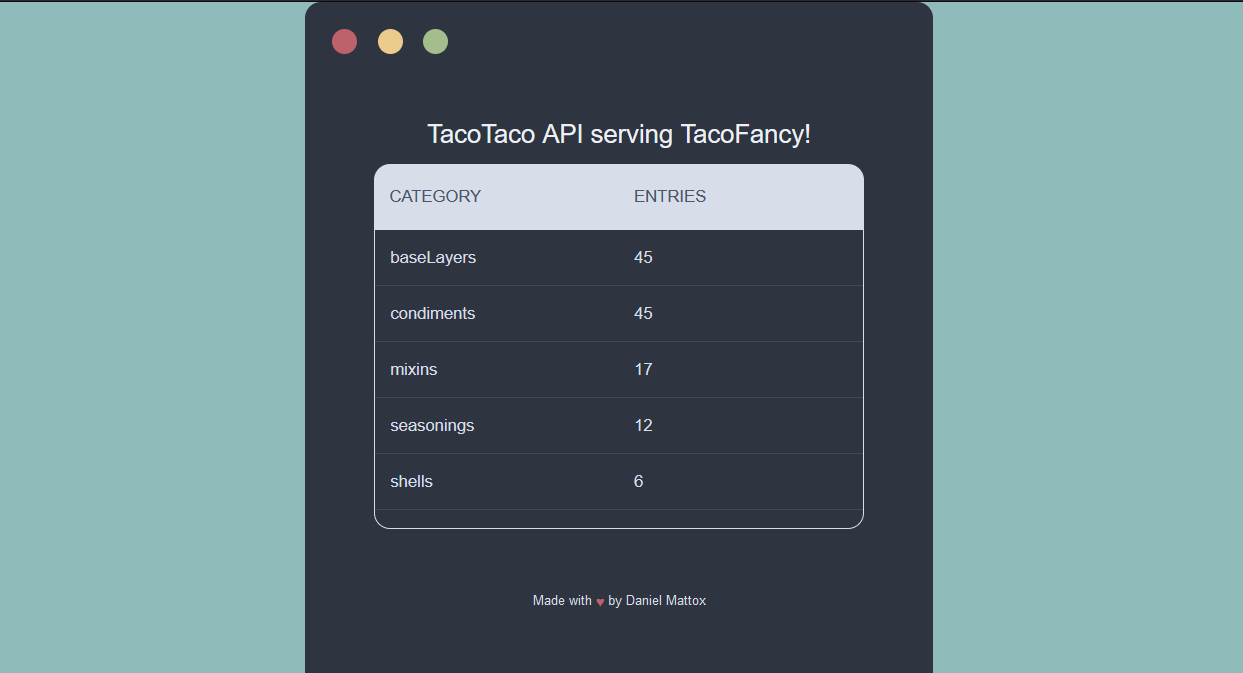 TacoTaco API serving TacoFancy!
CATEGORY ENTRIES
baseLayers 45
condiments 45
mixins 17
seasonings 12
shells 6
Made with ♥ by Daniel Mattox